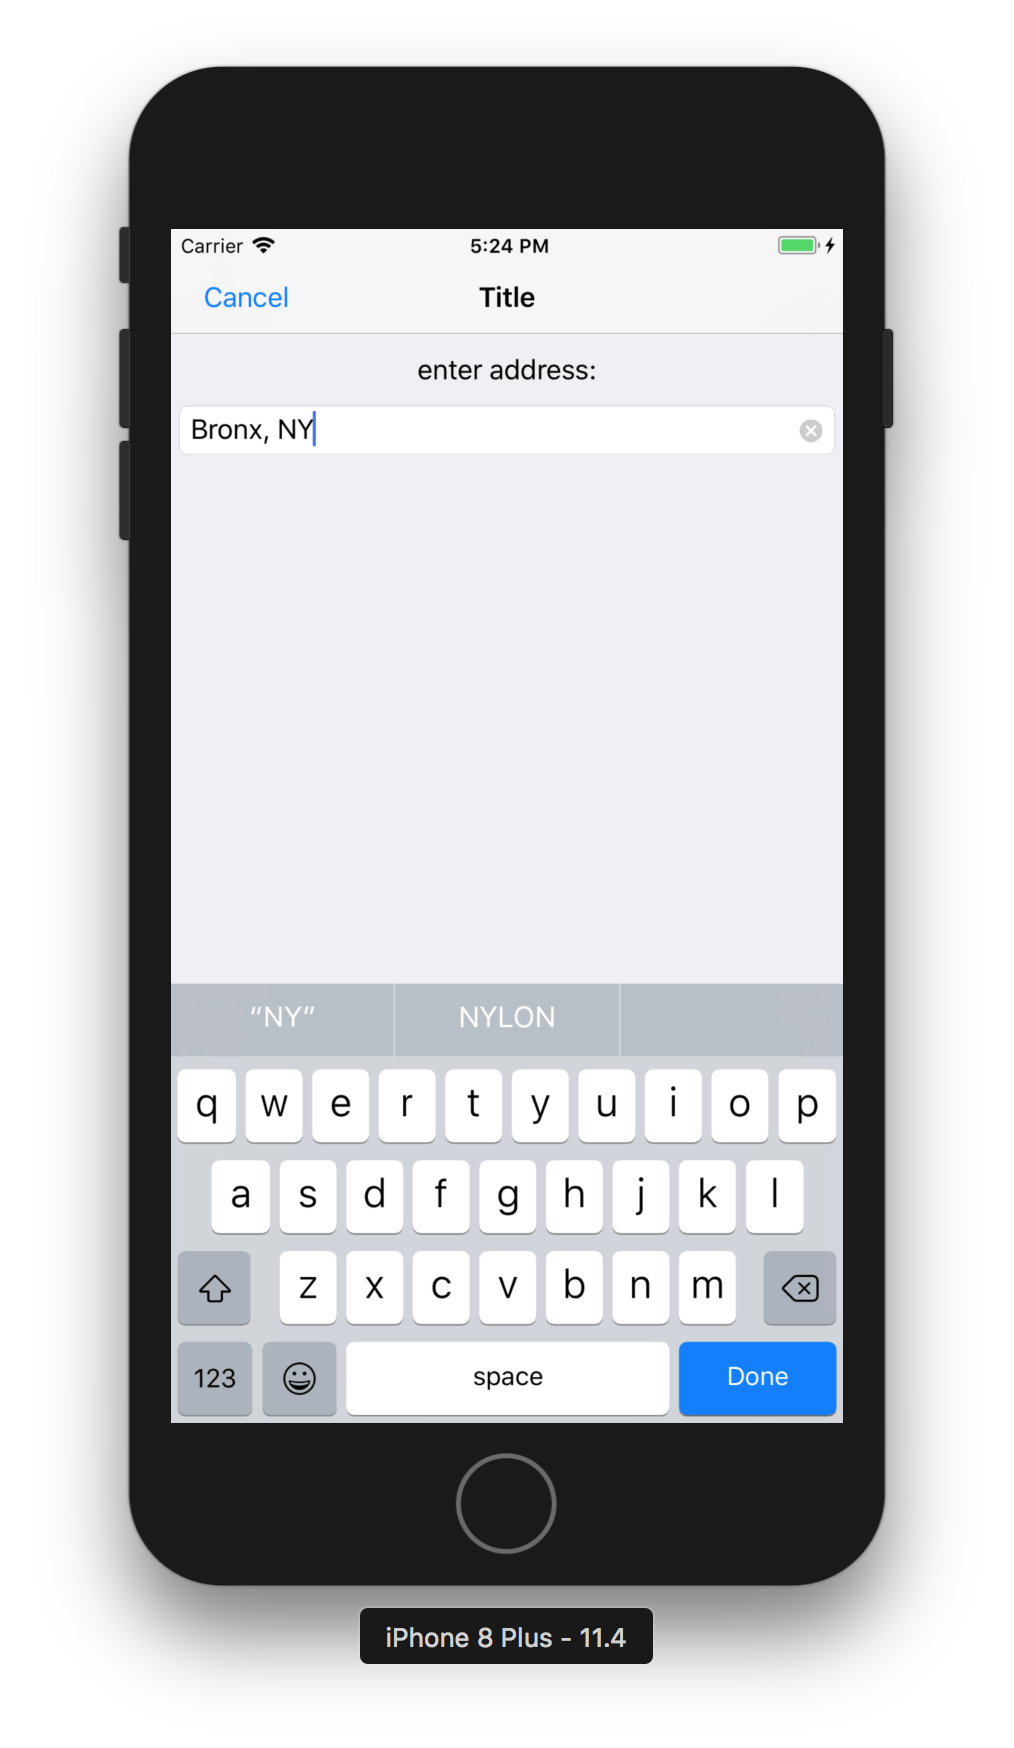 Carrier 5:24 PM
Cancel Title
enter address:
Bronx, NY
“NY” NYLON
q w e r t y u i o p
a s d f g h j k l
z x c v b n m
123 space Done
iPhone 8 Plus - 11.4